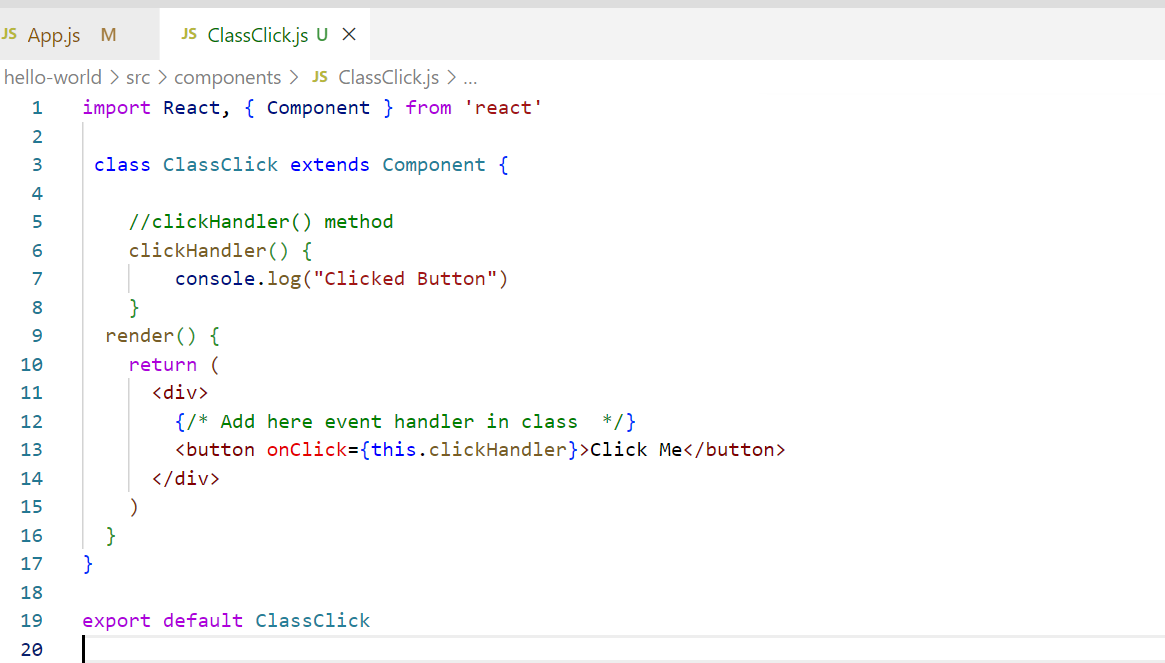 JS App.js M JS ClassClick.js U
hello-world > src > components > JS ClassClick.js > ...
1 import React, { Component } from 'react'
2
3 class ClassClick extends Component {
4
5 //clickHandler() method
6 clickHandler() {
7 console.log("Clicked Button")
8 }
9 render() {
10 return (
11 <div>
12 {/* Add here event handler in class  */}
13 <button onClick={this.clickHandler}>Click Me</button>
14 </div>
15 )
16 }
17 }
18
19 export default ClassClick
20